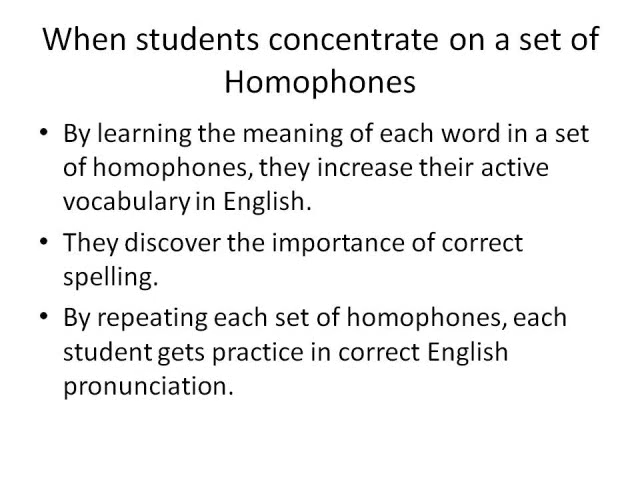 When students concentrate on a set of
Homophones
• By learning the meaning of each word in a set
of homophones, they increase their active
vocabulary in English.
• They discover the importance of correct
spelling.
• By repeating each set of homophones, each
student gets practice in correct English
pronunciation.